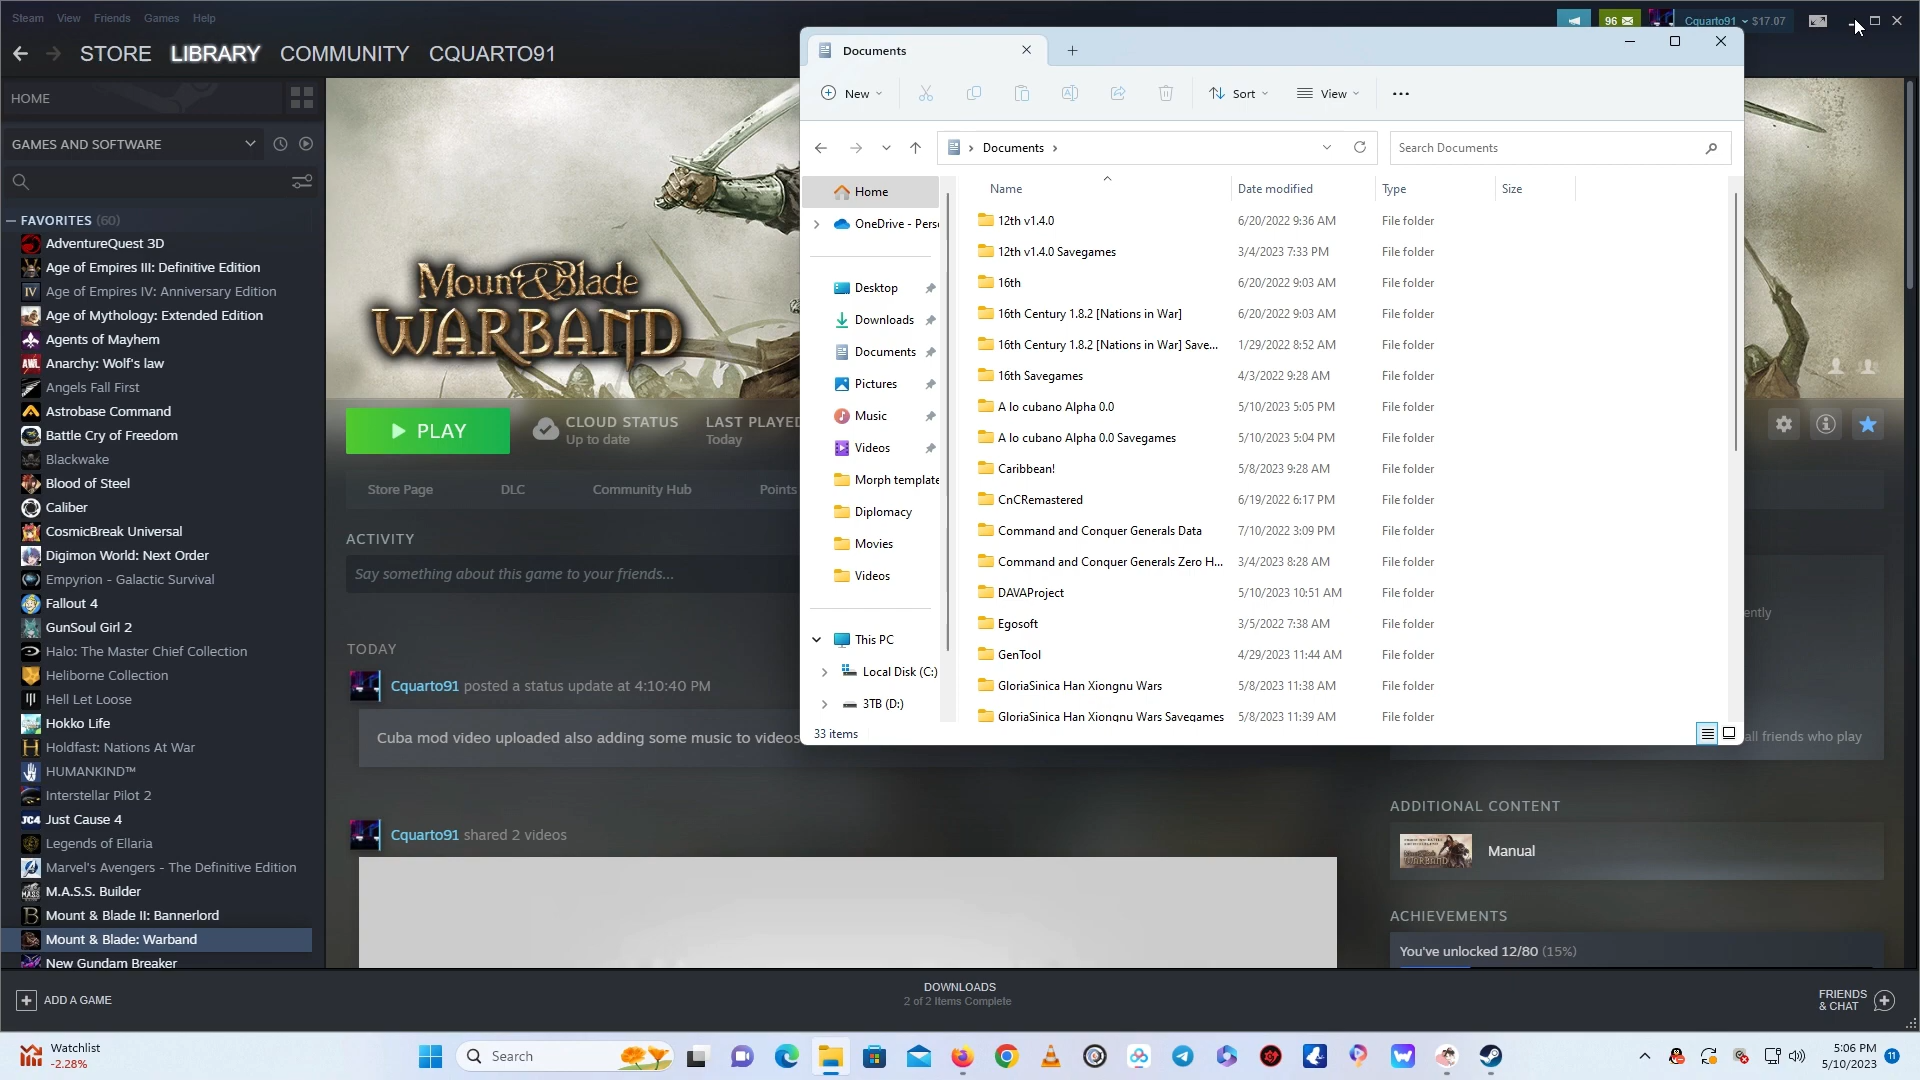 Steam View Friends Games Help
96
Cquarto91 $17.07
STORE LIBRARY COMMUNITY CQUARTO91
HOME
GAMES AND SOFTWARE
FAVORITES (60)
AdventureQuest 3D
Age of Empires III: Definitive Edition
Age of Empires IV: Anniversary Edition
Age of Mythology: Extended Edition
Agents of Mayhem
Anarchy: Wolf's law
Angels Fall First
Astrobase Command
Battle Cry of Freedom
Blackwake
Blood of Steel
Caliber
CosmicBreak Universal
Digimon World: Next Order
Empyrion - Galactic Survival
Fallout 4
GunSoul Girl 2
Halo: The Master Chief Collection
Heliborne Collection
Hell Let Loose
Hokko Life
Holdfast: Nations At War
HUMANKIND™
Interstellar Pilot 2
Just Cause 4
Legends of Ellaria
Marvel's Avengers - The Definitive Edition
M.A.S.S. Builder
Mount & Blade II: Bannerlord
Mount & Blade: Warband
New Gundam Breaker
ADD A GAME
Mount & Blade
WARBAND
PLAY
CLOUD STATUS
Up to date
LAST PLAYED
Today
Store Page DLC Community Hub Points
ACTIVITY
Say something about this game to your friends...
TODAY
Cquarto91 posted a status update at 4:10:40 PM
Cuba mod video uploaded also adding some music to videos
Cquarto91 shared 2 videos
Documents
New Sort View
Documents
Search Documents
Home
OneDrive - Pers
Desktop
Downloads
Documents
Pictures
Music
Videos
Morph template
Diplomacy
Movies
Videos
This PC
Local Disk (C:)
3TB (D:)
Name Date modified Type Size
12th v1.4.0 6/20/2022 9:36 AM File folder
12th v1.4.0 Savegames 3/4/2023 7:33 PM File folder
16th 6/20/2022 9:03 AM File folder
16th Century 1.8.2 [Nations in War] 6/20/2022 9:03 AM File folder
16th Century 1.8.2 [Nations in War] Save... 1/29/2022 8:52 AM File folder
16th Savegames 4/3/2022 9:28 AM File folder
A lo cubano Alpha 0.0 5/10/2023 5:05 PM File folder
A lo cubano Alpha 0.0 Savegames 5/10/2023 5:04 PM File folder
Caribbean! 5/8/2023 9:28 AM File folder
CnCRemastered 6/19/2022 6:17 PM File folder
Command and Conquer Generals Data 7/10/2022 3:09 PM File folder
Command and Conquer Generals Zero H... 3/4/2023 8:28 AM File folder
DAVAProject 5/10/2023 10:51 AM File folder
Egosoft 3/5/2022 7:38 AM File folder
GenTool 4/29/2023 11:44 AM File folder
GloriaSinica Han Xiongnu Wars 5/8/2023 11:38 AM File folder
GloriaSinica Han Xiongnu Wars Savegames 5/8/2023 11:39 AM File folder
33 items
ently
all friends who play
ADDITIONAL CONTENT
WARBAND
Manual
ACHIEVEMENTS
You've unlocked 12/80 (15%)
DOWNLOADS
2 of 2 Items Complete
FRIENDS
& CHAT
Watchlist
-2.28%
Search
5:06 PM
5/10/2023
11